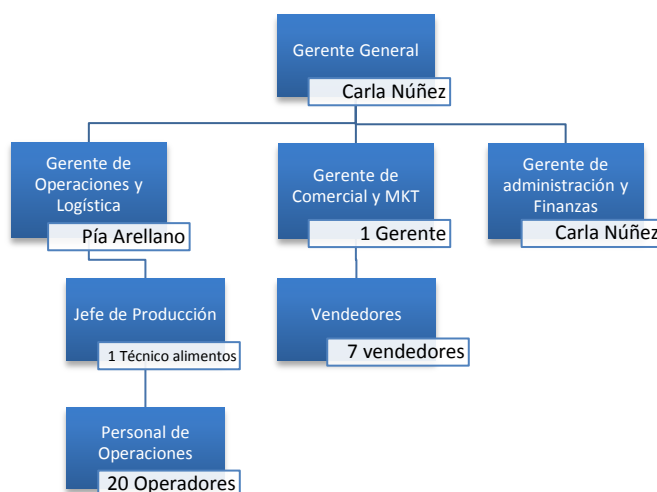 Gerente General
Carla Núñez
Gerente de
Operaciones y
Logística
Pía Arellano
Gerente de
Comercial y MKT
1 Gerente
Gerente de
administración y
Finanzas
Carla Núñez
Jefe de Producción
1 Técnico alimentos
Vendedores
7 vendedores
Personal de
Operaciones
20 Operadores